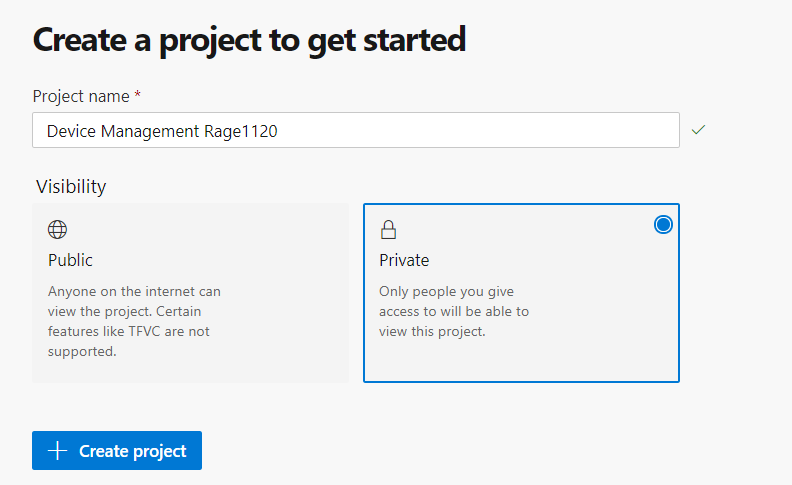 Create a project to get started
Project name *
Device Management Rage1120
Visibility
Public
Anyone on the internet can
view the project. Certain
features like TFVC are not
supported.
Private
Only people you give
access to will be able to
view this project.
Create project